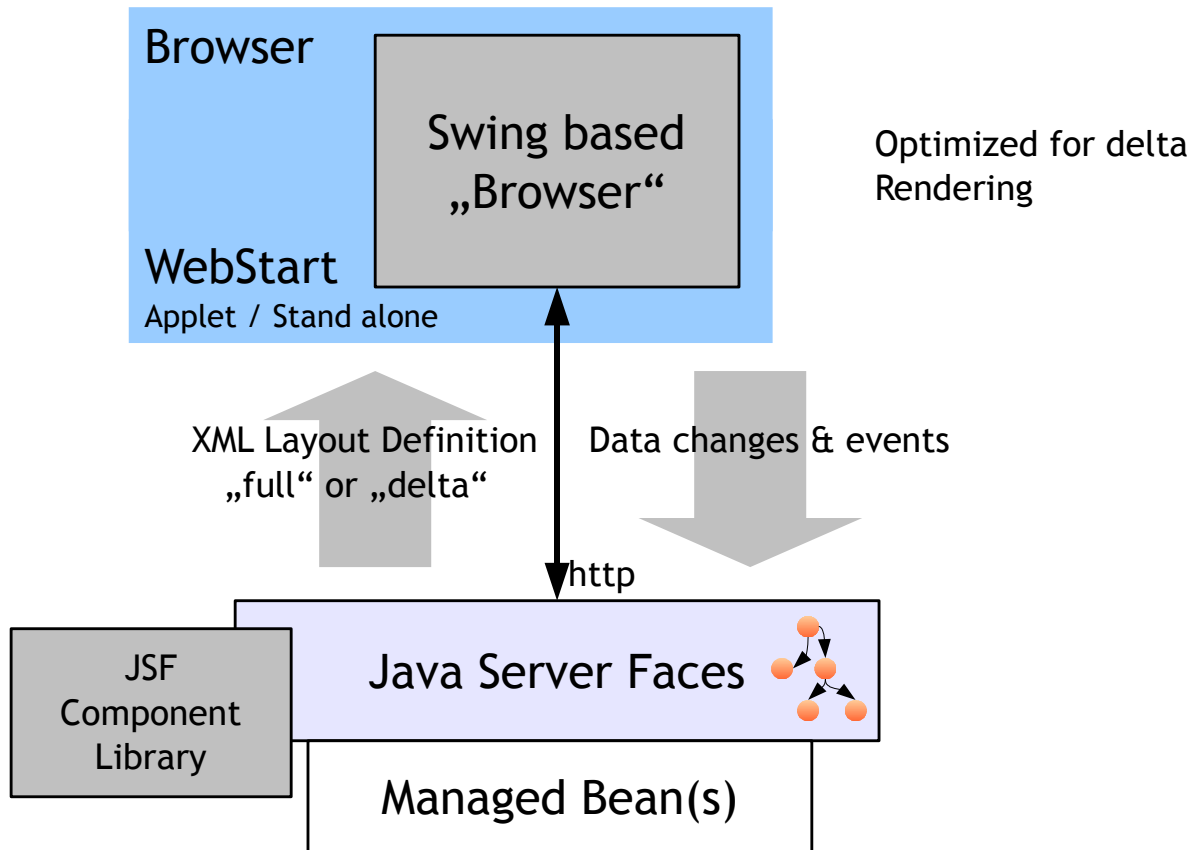 Browser
Swing based
„Browser“
Optimized for delta
Rendering
WebStart
Applet / Stand alone
XML Layout Definition
„full“ or „delta“
Data changes & events
http
JSF
Component
Library
Java Server Faces
Managed Bean(s)